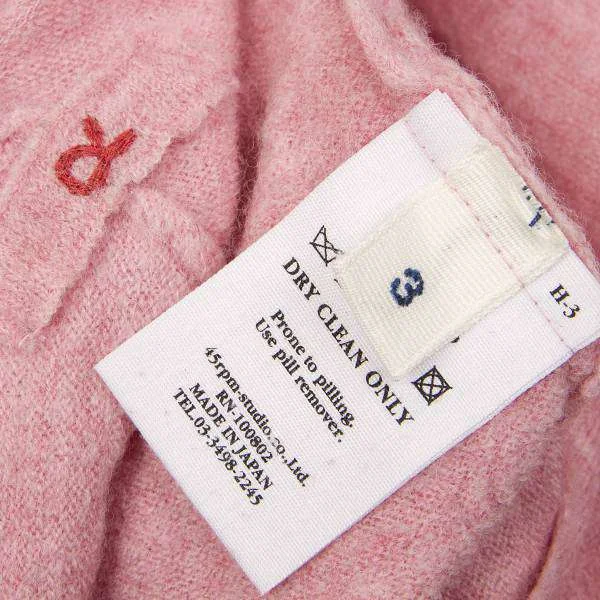 3
H-3
DRY CLEAN ONLY
Prone to pilling.
Use pill remover.
45rpm-studio.co.,Ltd.
RN-100802
MADE IN JAPAN
TEL.03-3498-2245